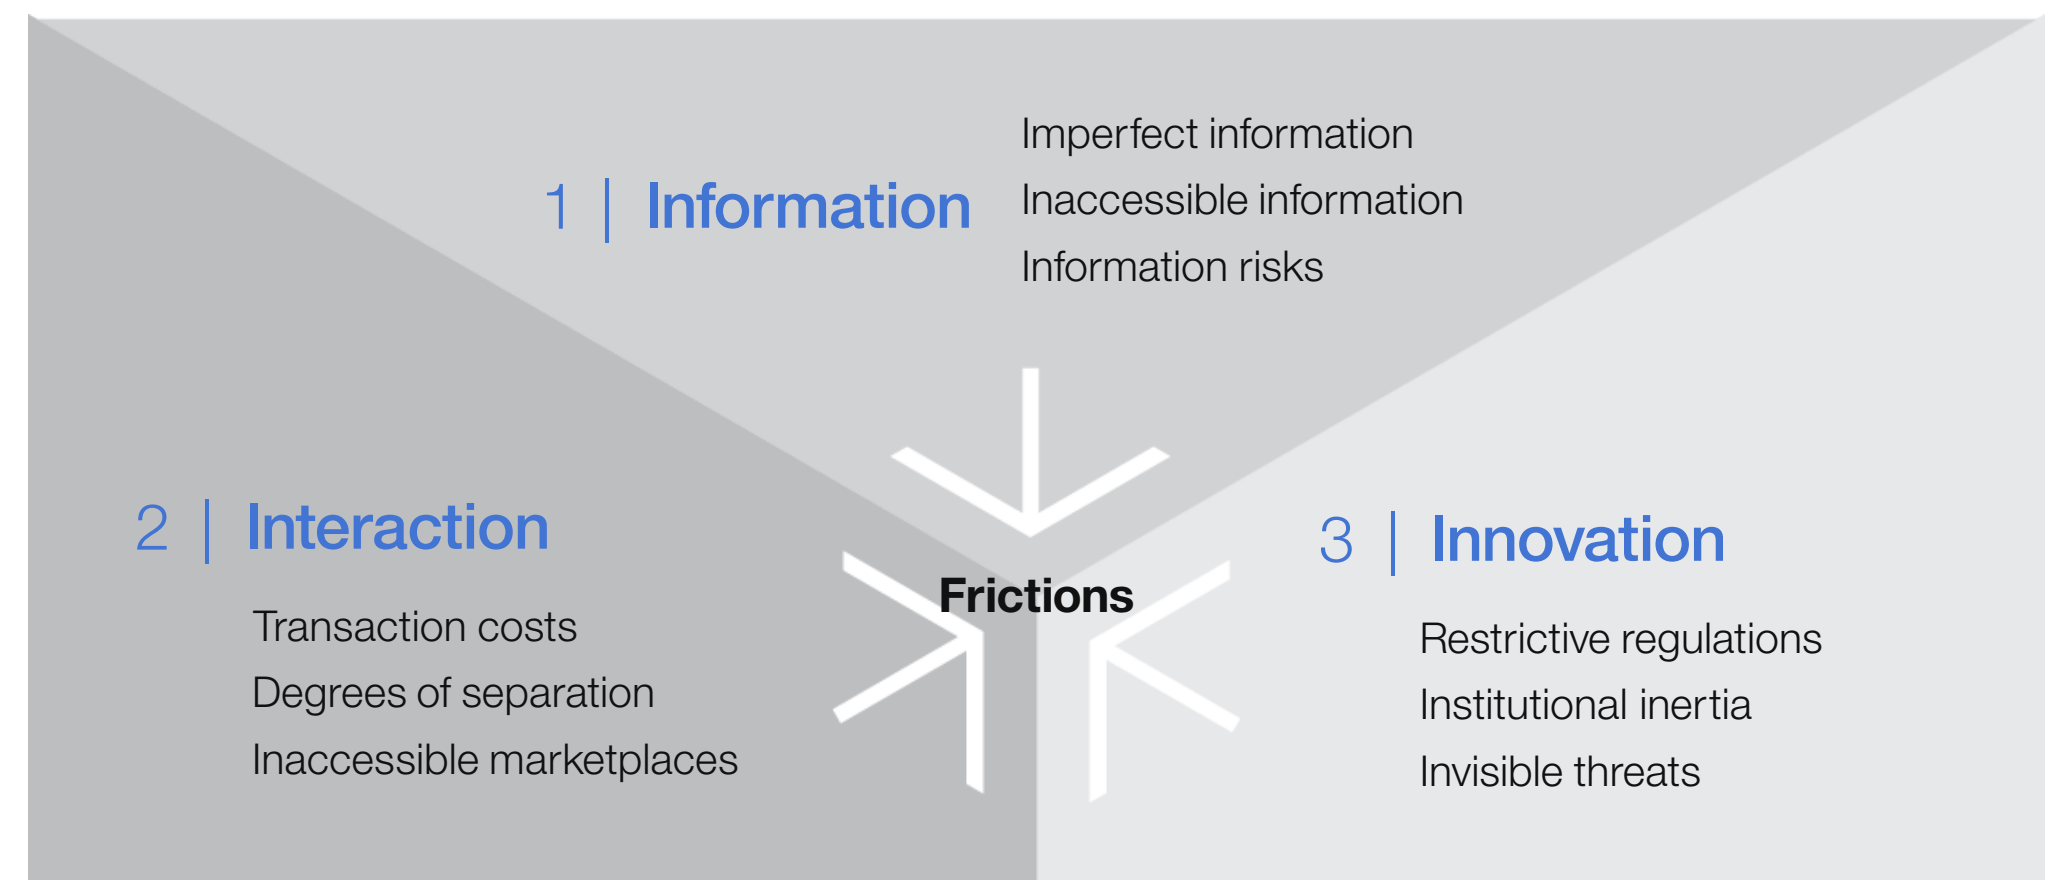 1 | Information
Imperfect information
Inaccessible information
Information risks
2 | Interaction
Transaction costs
Degrees of separation
Inaccessible marketplaces
Frictions
3 | Innovation
Restrictive regulations
Institutional inertia
Invisible threats